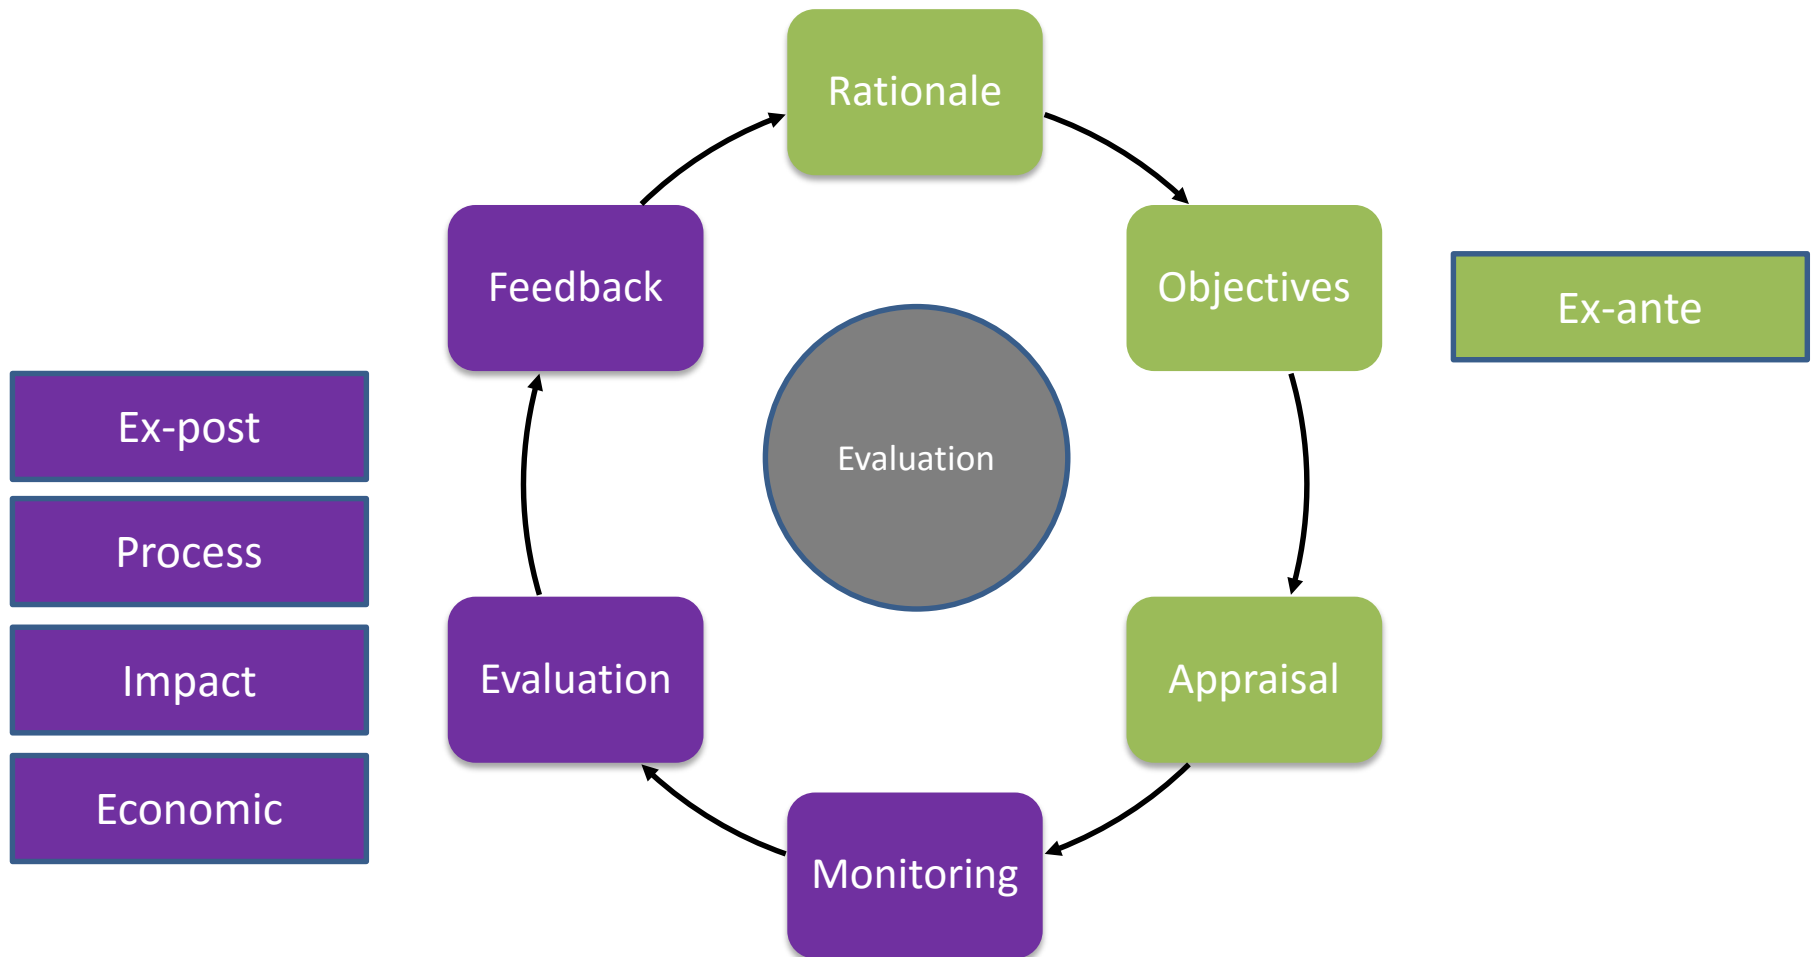 Rationale
Feedback
Objectives
Ex-ante
Ex-post
Evaluation
Process
Impact
Evaluation
Appraisal
Economic
Monitoring